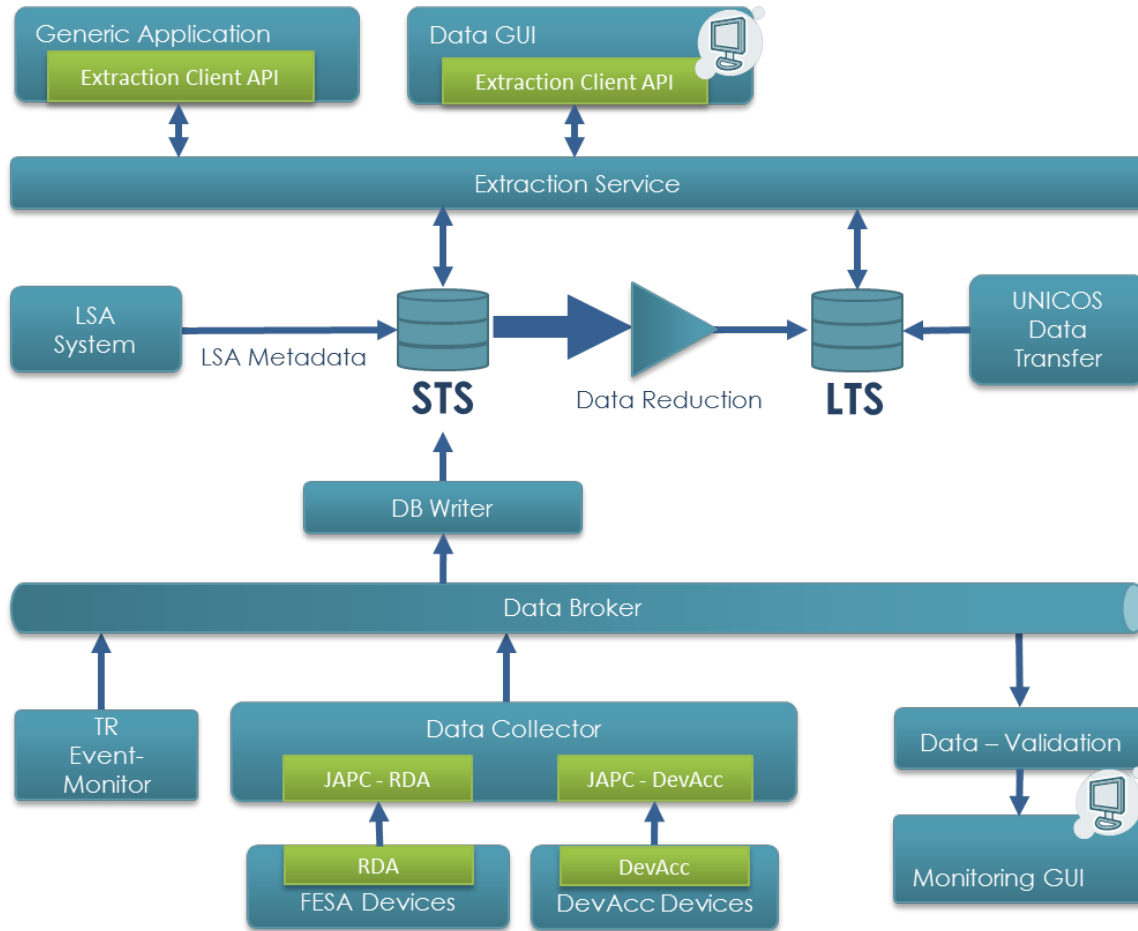 Generic Application
Extraction Client API
Data GUI
Extraction Client API
Extraction Service
LSA
System
LSA Metadata
STS
Data Reduction
LTS
UNICOS
Data
Transfer
DB Writer
Data Broker
TR
Event-
Monitor
Data Collector
JAPC - RDA
JAPC - DevAcc
RDA
FESA Devices
DevAcc
DevAcc Devices
Data – Validation
Monitoring GUI